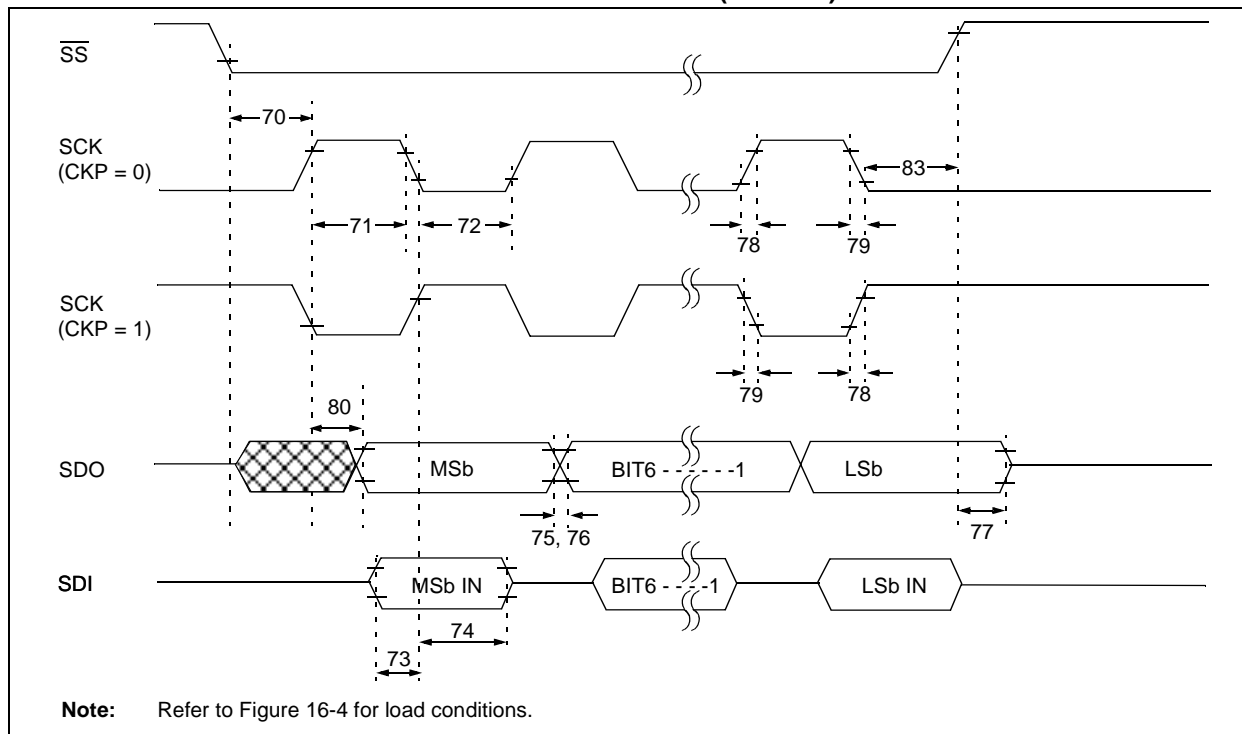 SS
70
SCK
(CKP = 0)
83
71
72
78
79
SCK
(CKP = 1)
79
78
80
SDO
MSb
BIT6 - - - - - -1
LSb
75, 76
77
SDI
MSb IN
BIT6 - - - -1
LSb IN
74
73
Note: Refer to Figure 16-4 for load conditions.